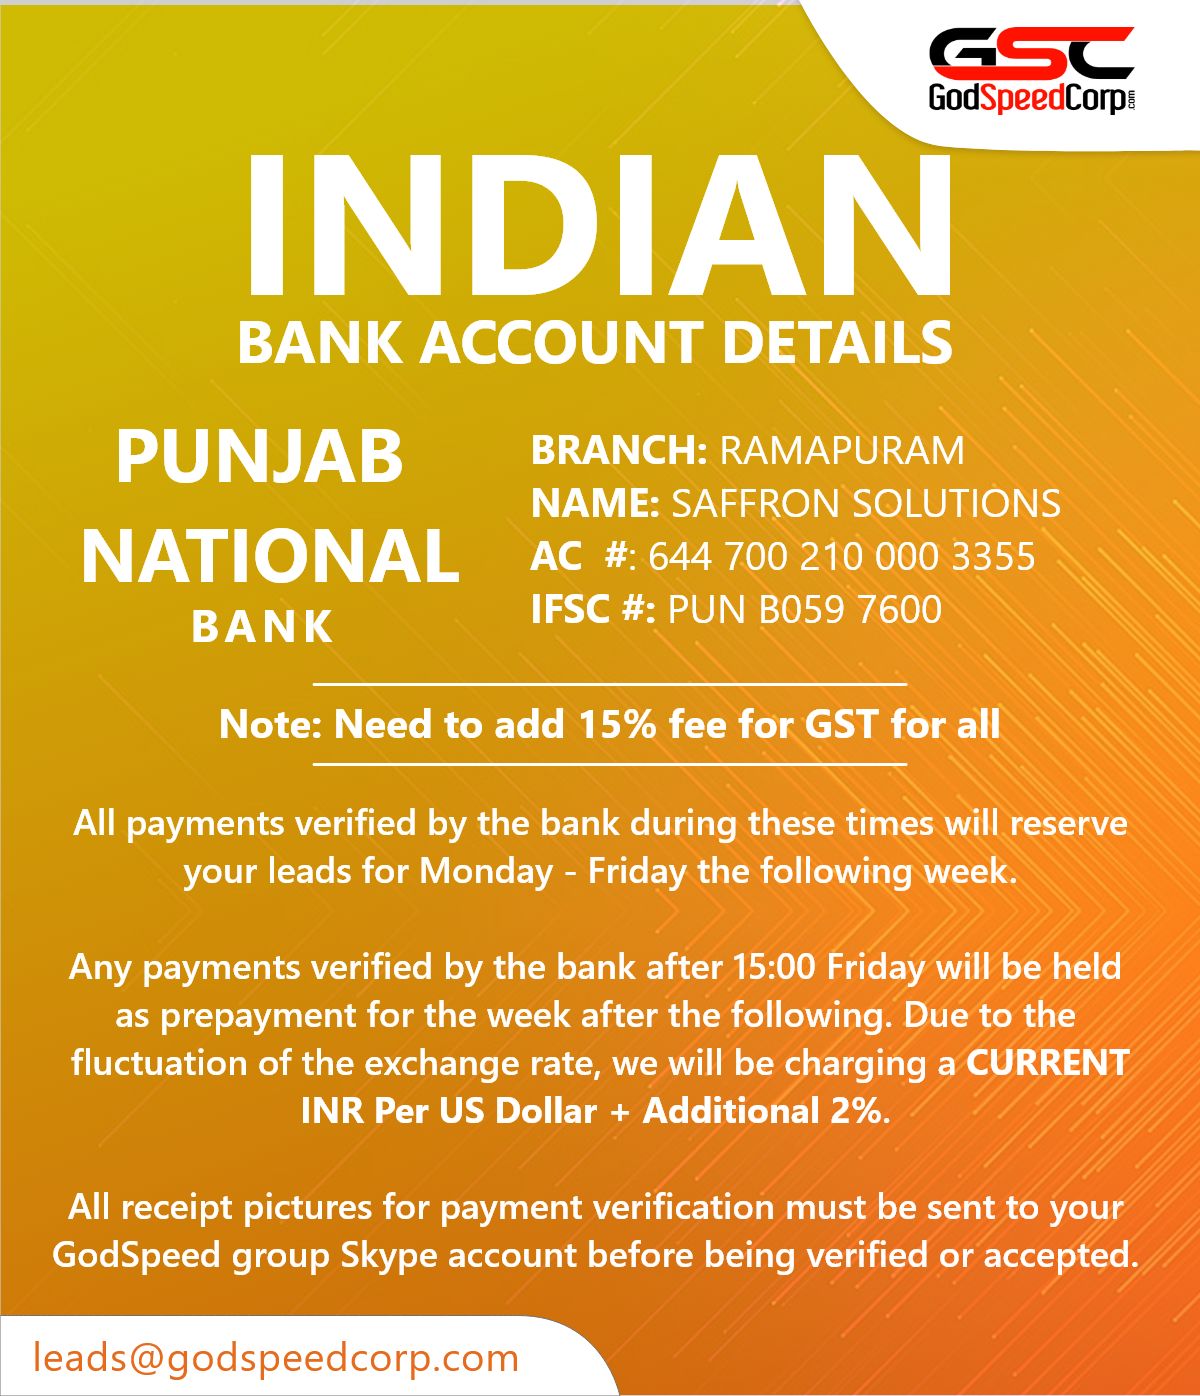 GSC
GodSpeedCorp.com
INDIAN
BANK ACCOUNT DETAILS
PUNJAB
NATIONAL
BANK
BRANCH: RAMAPURAM
NAME: SAFFRON SOLUTIONS
AC #: 644 700 210 000 3355
IFSC #: PUN B059 7600
Note: Need to add 15% fee for GST for all
All payments verified by the bank during these times will reserve
your leads for Monday - Friday the following week.
Any payments verified by the bank after 15:00 Friday will be held
as prepayment for the week after the following. Due to the
fluctuation of the exchange rate, we will be charging a CURRENT
INR Per US Dollar + Additional 2%.
All receipt pictures for payment verification must be sent to your
GodSpeed group Skype account before being verified or accepted.
leads@godspeedcorp.com